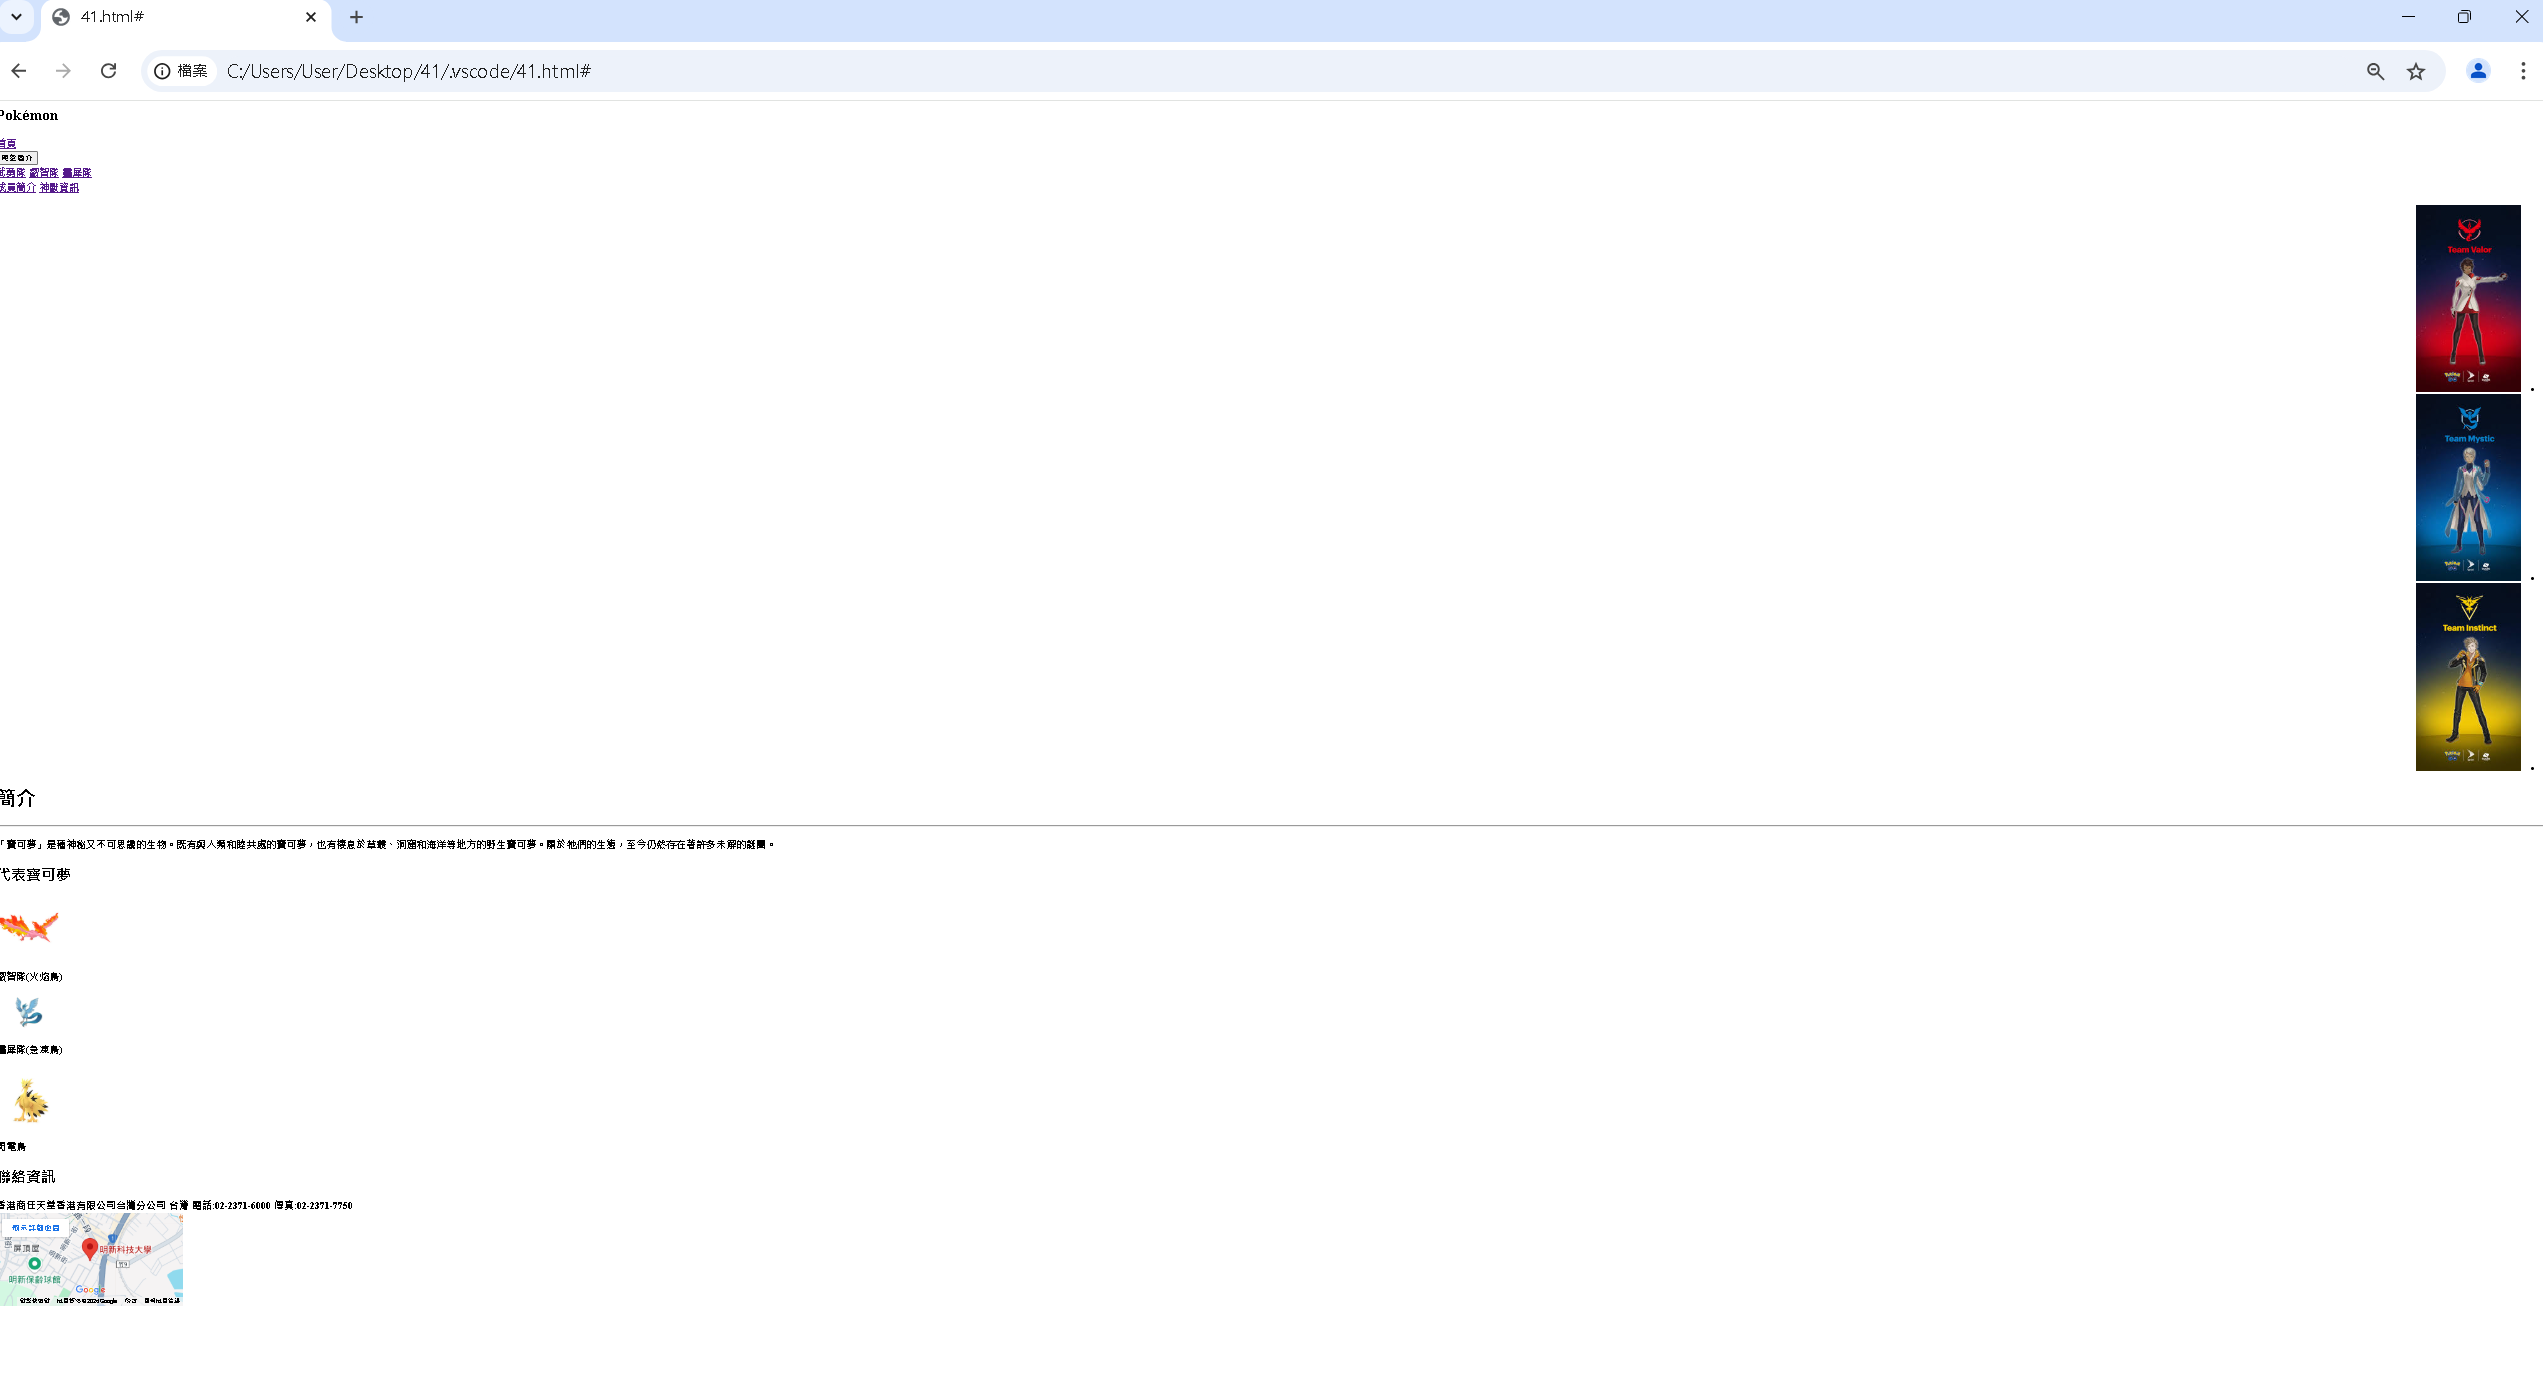 41.html#
檔案
C:/Users/User/Desktop/41/.vscode/41.html#
Pokémon
首頁
武勇隊 叡智隊 靈犀隊
成員簡介 神獸資訊
Team Valor
Team Mystic
Team Instinct
簡介
「寶可夢」是種神秘又不可思議的生物。既有與人類和睦共處的寶可夢，也有棲息於草叢、洞窟和海洋等地方的野生寶可夢。關於牠們的生態，至今仍然存在著許多未解的謎團。
代表寶可夢
叡智隊(火焰鳥)
靈犀隊(急凍鳥)
閃電鳥
聯絡資訊
香港商任天堂香港有限公司台灣分公司 台灣 電話:02-2371-6000 傳真:02-2371-7750
顯示詳細地圖
屏頂屋
明新街
明新科技大學
明新保齡球館
Google